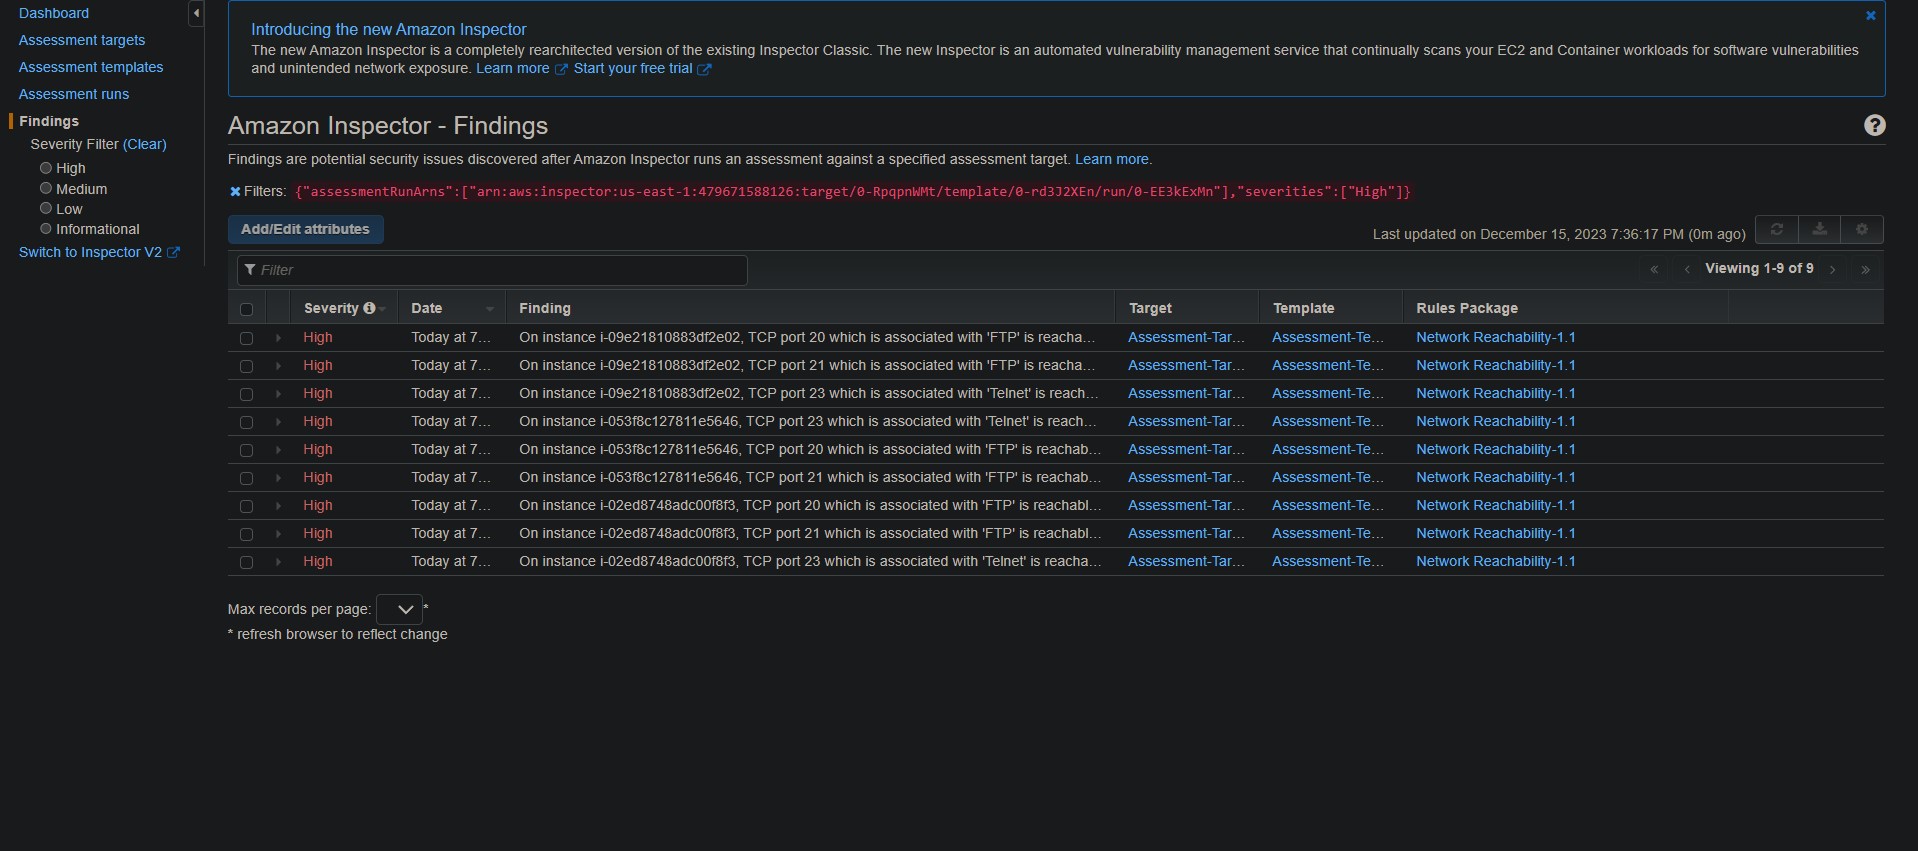 Dashboard
Assessment targets
Assessment templates
Assessment runs
Findings
Severity Filter (Clear)
High
Medium
Low
Informational
Switch to Inspector V2
Introducing the new Amazon Inspector
The new Amazon Inspector is a completely rearchitected version of the existing Inspector Classic. The new Inspector is an automated vulnerability management service that continually scans your EC2 and Container workloads for software vulnerabilities
and unintended network exposure. Learn more Start your free trial
Amazon Inspector - Findings
Findings are potential security issues discovered after Amazon Inspector runs an assessment against a specified assessment target. Learn more.
Filters: {"assessmentRunArns":["arn:aws:inspector:us-east-1:479671588126:target/0-RpqpnWMt/template/0-rd3J2XEn/run/0-EE3kExMn"],"severities":["High"]}
Add/Edit attributes
Last updated on December 15, 2023 7:36:17 PM (0m ago)
Filter
« ‹ Viewing 1-9 of 9 › »
Severity Date Finding Target Template Rules Package
High Today at 7... On instance i-09e21810883df2e02, TCP port 20 which is associated with 'FTP' is reacha... Assessment-Tar... Assessment-Te... Network Reachability-1.1
High Today at 7... On instance i-09e21810883df2e02, TCP port 21 which is associated with 'FTP' is reacha... Assessment-Tar... Assessment-Te... Network Reachability-1.1
High Today at 7... On instance i-09e21810883df2e02, TCP port 23 which is associated with 'Telnet' is reach... Assessment-Tar... Assessment-Te... Network Reachability-1.1
High Today at 7... On instance i-053f8c127811e5646, TCP port 23 which is associated with 'Telnet' is reach... Assessment-Tar... Assessment-Te... Network Reachability-1.1
High Today at 7... On instance i-053f8c127811e5646, TCP port 20 which is associated with 'FTP' is reachab... Assessment-Tar... Assessment-Te... Network Reachability-1.1
High Today at 7... On instance i-053f8c127811e5646, TCP port 21 which is associated with 'FTP' is reachab... Assessment-Tar... Assessment-Te... Network Reachability-1.1
High Today at 7... On instance i-02ed8748adc00f8f3, TCP port 20 which is associated with 'FTP' is reachabl... Assessment-Tar... Assessment-Te... Network Reachability-1.1
High Today at 7... On instance i-02ed8748adc00f8f3, TCP port 21 which is associated with 'FTP' is reachabl... Assessment-Tar... Assessment-Te... Network Reachability-1.1
High Today at 7... On instance i-02ed8748adc00f8f3, TCP port 23 which is associated with 'Telnet' is reacha... Assessment-Tar... Assessment-Te... Network Reachability-1.1
Max records per page: *
* refresh browser to reflect change